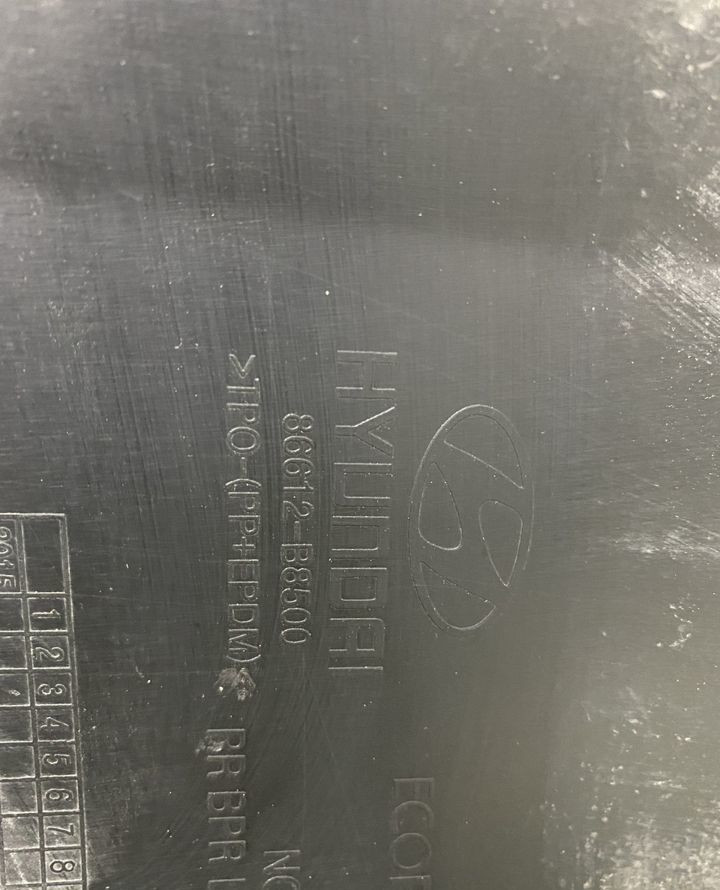 HYUNDAI
86612-B8500
>TPO-(PP+EPDM)<
RR BPR
1 2 3 4 5 6 7 8
2015